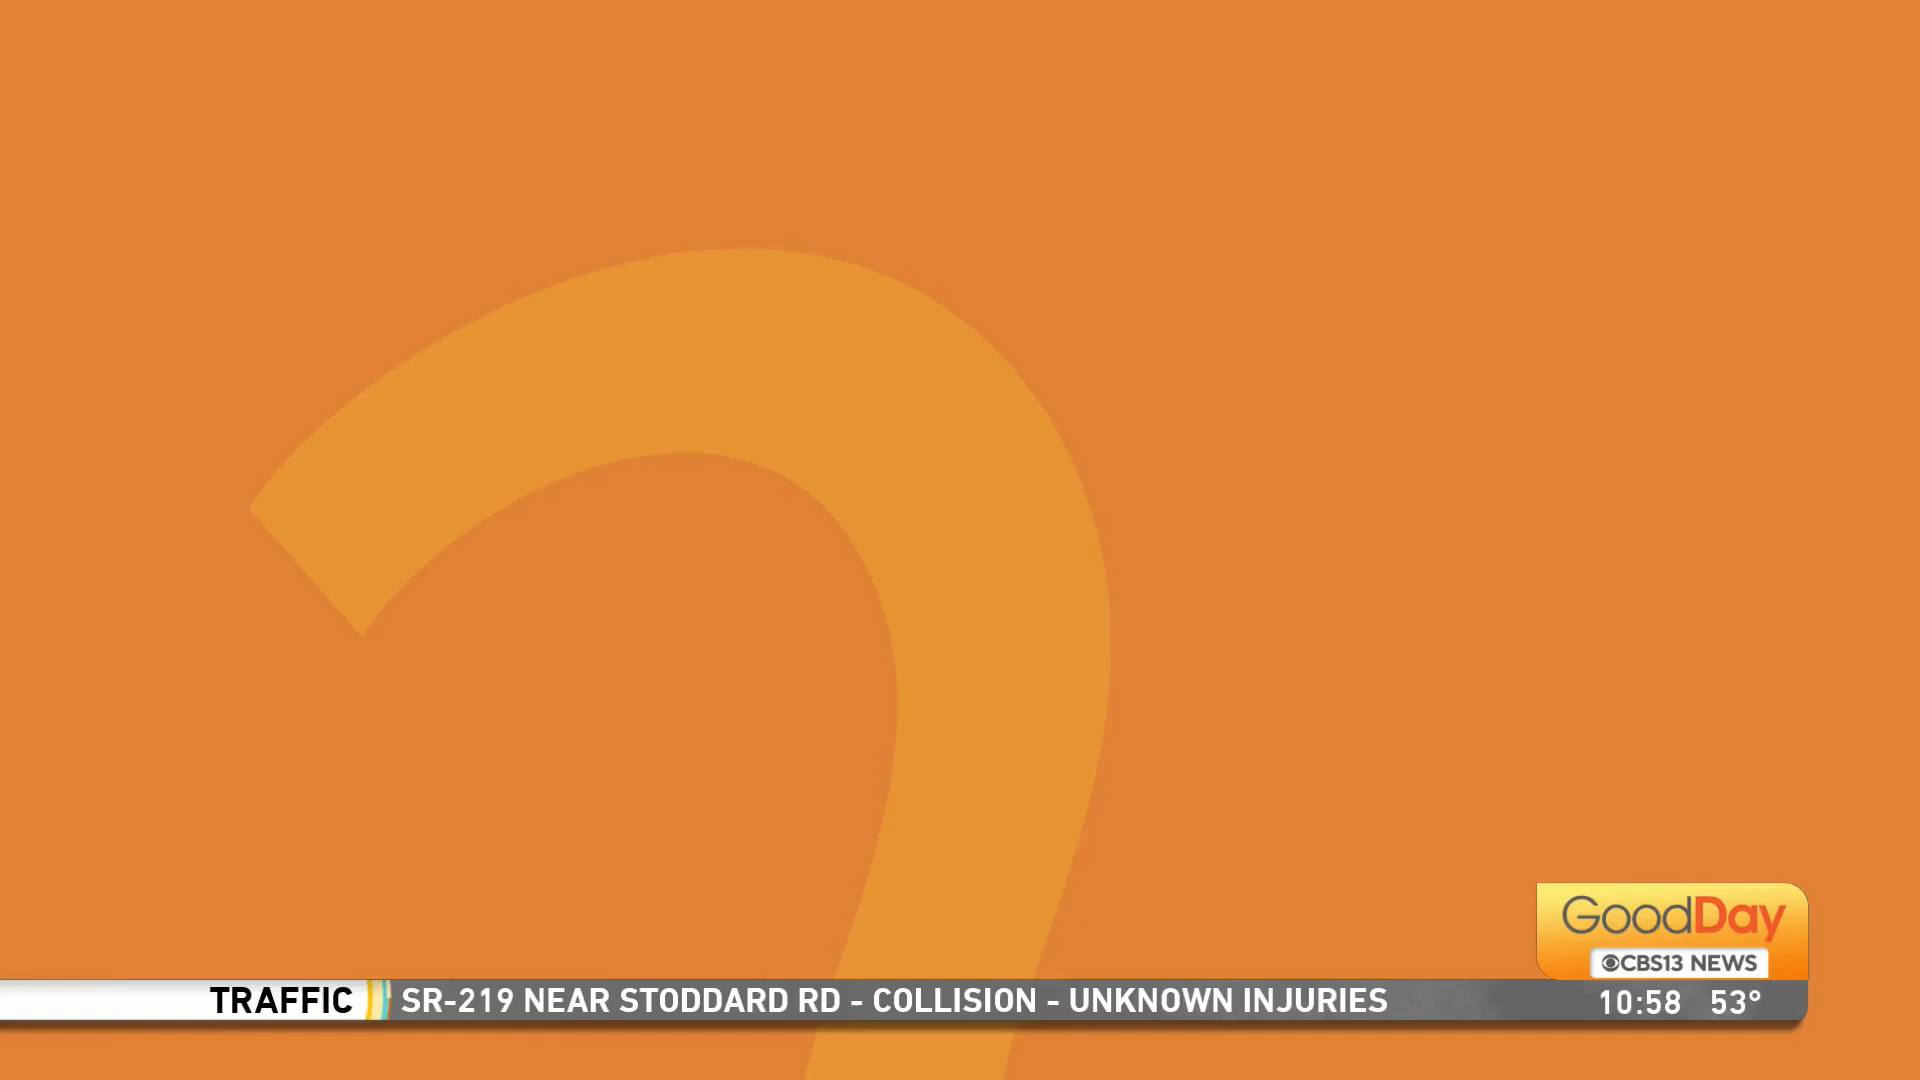 GoodDay
CBS13 NEWS
TRAFFIC SR-219 NEAR STODDARD RD - COLLISION - UNKNOWN INJURIES 10:58 53°